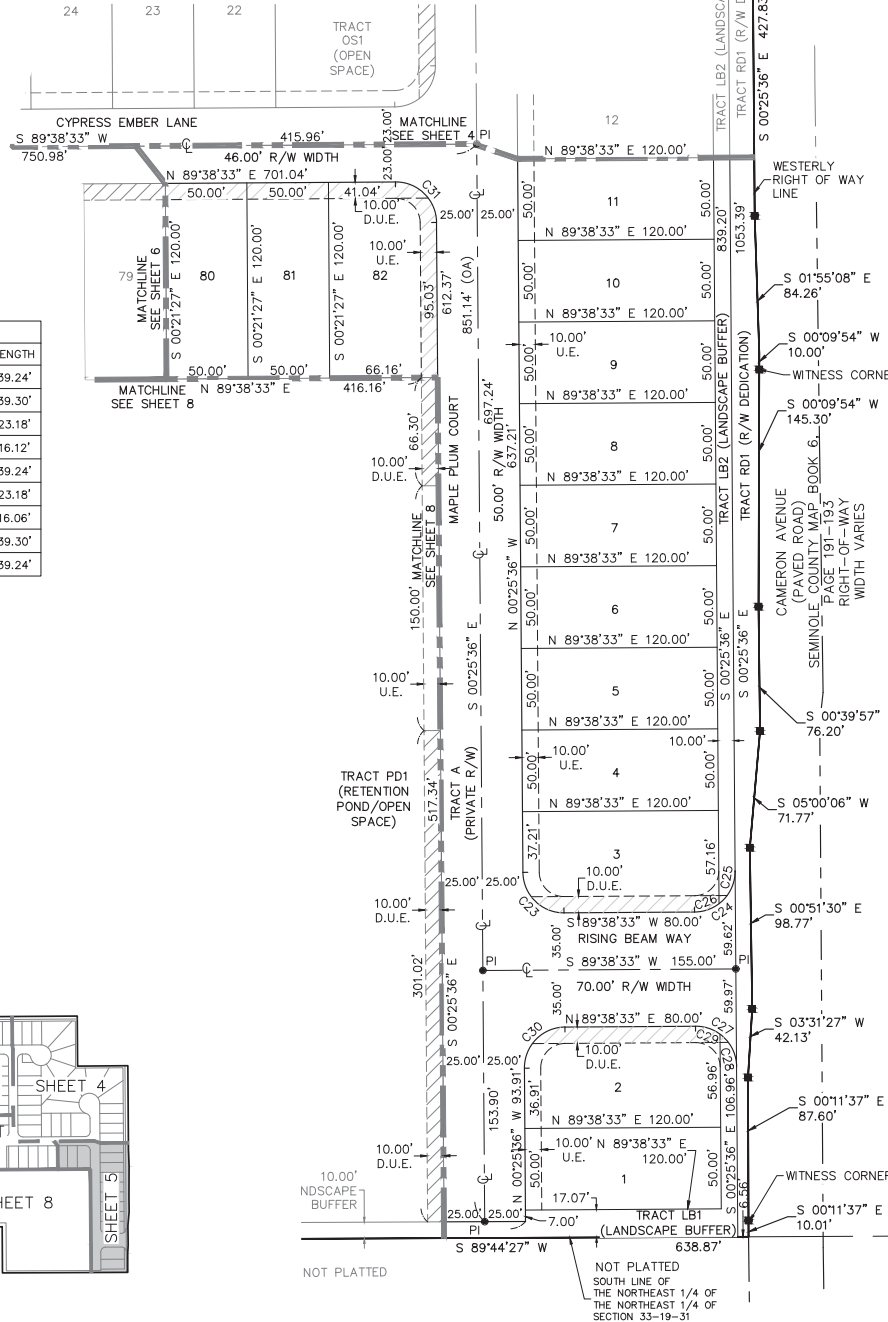 24
23
22
TRACT
OS1
(OPEN
SPACE)
TRACT RD1 (R/W
S 00°25'36" E 427.83
CYPRESS EMBER LANE
S 89°38'33" W
750.98'
415.96'
46.00' R/W WIDTH
MATCHLINE
SEE SHEET 4
PI
23.00' 23.00'
12
N 89°38'33" E 120.00'
N 89°38'33" E 701.04'
50.00'
50.00'
41.04'
C31
10.00'
D.U.E.
25.00' 25.00'
10.00'
U.E.
79
MATCHLINE
SEE SHEET 6
S 00°21'27" E 120.00'
80
S 00°21'27" E 120.00'
81
S 00°21'27" E 120.00'
82
95.03'
612.37'
851.14' (OA)
50.00'
50.00'
66.16'
MATCHLINE
SEE SHEET 8
N 89°38'33" E
416.16'
50.00'
11
50.00'
N 89°38'33" E 120.00'
50.00'
10
50.00'
N 89°38'33" E 120.00'
10.00'
U.E.
50.00'
9
50.00'
N 89°38'33" E 120.00'
50.00'
8
50.00'
N 89°38'33" E 120.00'
50.00'
7
50.00'
N 89°38'33" E 120.00'
50.00'
6
50.00'
N 89°38'33" E 120.00'
50.00'
5
50.00'
N 89°38'33" E 120.00'
10.00'
10.00'
U.E.
50.00'
4
50.00'
N 89°38'33" E 120.00'
37.21'
3
57.16'
839.20'
1053.39'
TRACT LB2 (LANDSCAPE BUFFER)
TRACT RD1 (R/W DEDICATION)
S 00°25'36" E
S 00°25'36" E
WESTERLY
RIGHT OF WAY
LINE
S 01°55'08" E
84.26'
S 00°09'54" W
10.00'
WITNESS CORNE
S 00°09'54" W
145.30'
CAMERON AVENUE
(PAVED ROAD)
SEMINOLE COUNTY MAP BOOK 6,
PAGE 191-193
RIGHT-OF-WAY
WIDTH VARIES
S 00°39'57"
76.20'
S 05°00'06" W
71.77'
S 00°51'30" E
98.77'
S 03°31'27" W
42.13'
S 00°11'37" E
87.60'
WITNESS CORNER
S 00°11'37" E
10.01'
ENGTH
39.24'
39.30'
23.18'
16.12'
39.24'
23.18'
16.06'
39.30'
39.24'
66.30'
10.00'
D.U.E.
MATCHLINE
SEE SHEET 8
150.00'
10.00'
U.E.
MAPLE PLUM COURT
697.24'
50.00' R/W WIDTH
637.21'
N 00°25'36" W
S 00°25'36" E
TRACT PD1
(RETENTION
POND/OPEN
SPACE)
517.34'
TRACT A
(PRIVATE R/W)
25.00' 25.00'
10.00'
D.U.E.
301.02'
S 00°25'36" E
10.00'
D.U.E.
C23
C26
C25
C24
S 89°38'33" W 80.00'
RISING BEAM WAY
35.00'
59.62'
PI
S 89°38'33" W 155.00'
PI
70.00' R/W WIDTH
35.00'
59.97'
N 89°38'33" E 80.00'
C30
C27
C29
C28
10.00'
D.U.E.
25.00' 25.00'
153.90'
N 00°25'36" W 93.91'
36.91'
2
56.96'
S 00°25'36" E 106.96'
N 89°38'33" E 120.00'
10.00'
U.E.
N 89°38'33" E
120.00'
50.00'
1
50.00'
6.56'
10.00'
D.U.E.
10.00'
NDSCAPE
BUFFER
25.00' 25.00'
PI
17.07'
7.00'
TRACT LB1
(LANDSCAPE BUFFER)
S 89°44'27" W
638.87'
NOT PLATTED
NOT PLATTED
SOUTH LINE OF
THE NORTHEAST 1/4 OF
THE NORTHEAST 1/4 OF
SECTION 33-19-31
SHEET 4
SHEET 5
HEET 8